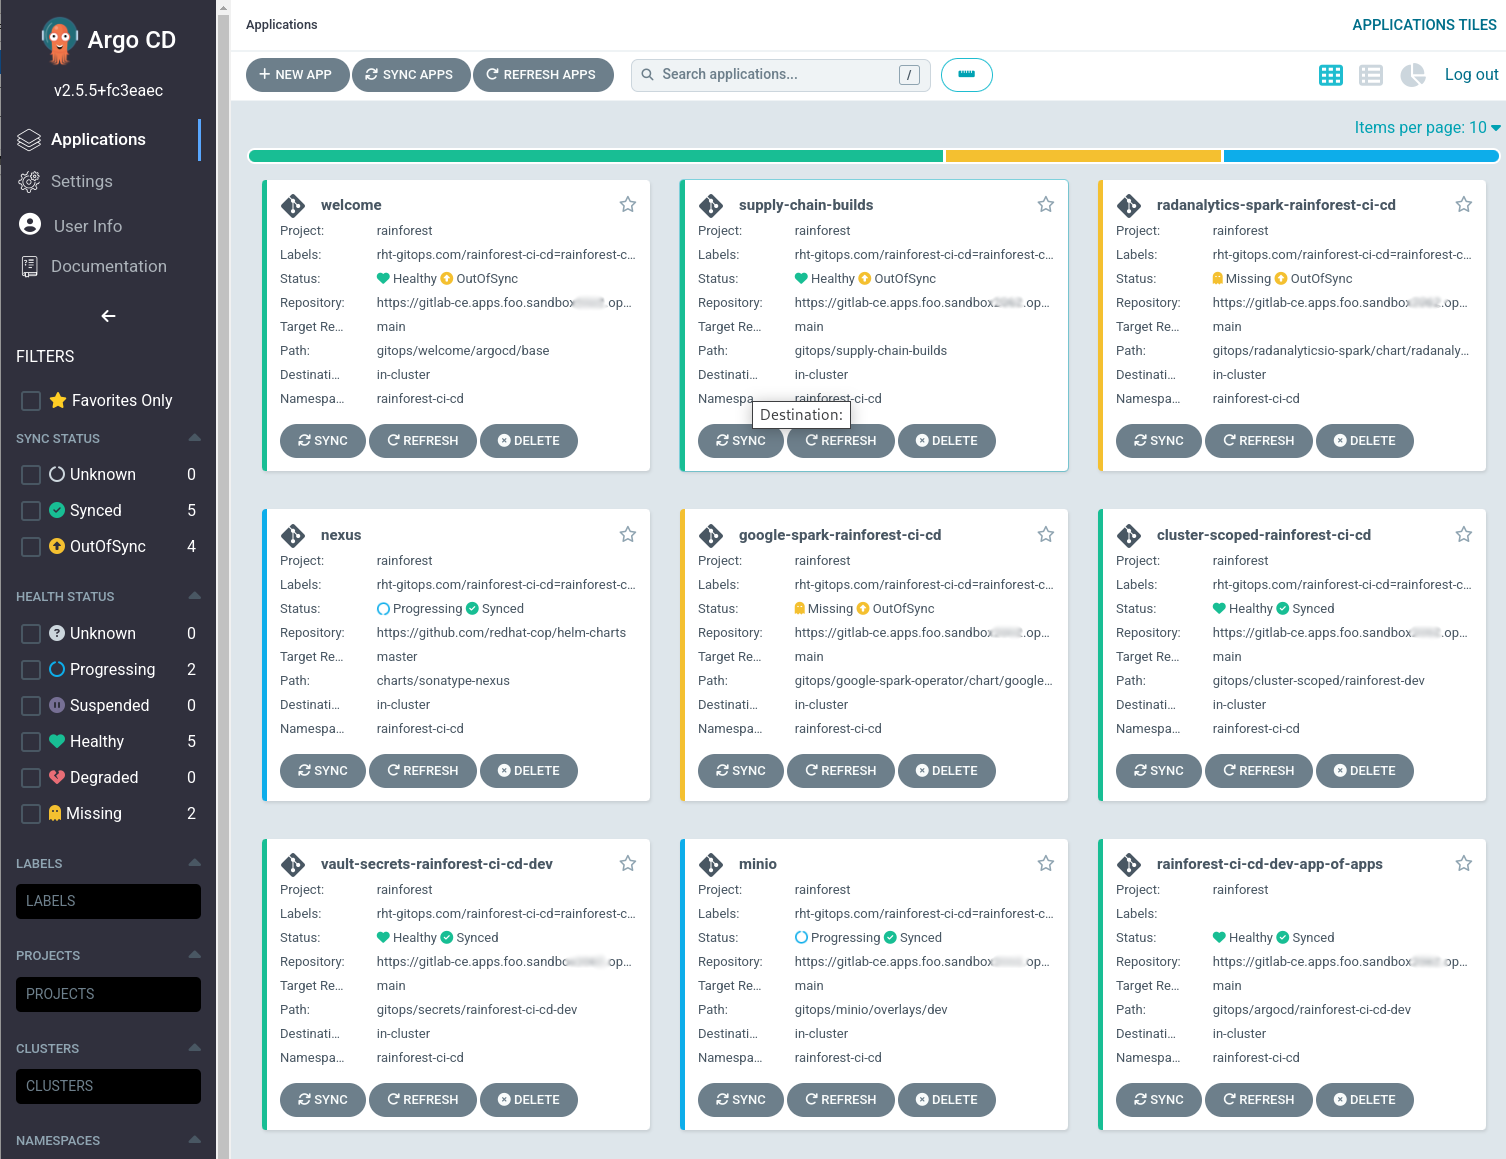 Argo CD
v2.5.5+fc3eaec
Applications
Settings
User Info
Documentation
FILTERS
Favorites Only
SYNC STATUS
Unknown 0
Synced 5
OutOfSync 4
HEALTH STATUS
Unknown 0
Progressing 2
Suspended 0
Healthy 5
Degraded 0
Missing 2
LABELS
LABELS
PROJECTS
PROJECTS
CLUSTERS
CLUSTERS
NAMESPACES
Applications
APPLICATIONS TILES
NEW APP SYNC APPS REFRESH APPS Search applications... / Log out
Items per page: 10
welcome
Project: rainforest
Labels: rht-gitops.com/rainforest-ci-cd=rainforest-c...
Status: Healthy OutOfSync
Repository: https://gitlab-ce.apps.foo.sandbox .op...
Target Re... main
Path: gitops/welcome/argocd/base
Destinati... in-cluster
Namespa... rainforest-ci-cd
SYNC REFRESH DELETE
supply-chain-builds
Project: rainforest
Labels: rht-gitops.com/rainforest-ci-cd=rainforest-c...
Status: Healthy OutOfSync
Repository: https://gitlab-ce.apps.foo.sandbox .op...
Target Re... main
Path: gitops/supply-chain-builds
Destinati... in-cluster
Namespa... rainforest-ci-cd
Destination:
SYNC REFRESH DELETE
radanalytics-spark-rainforest-ci-cd
Project: rainforest
Labels: rht-gitops.com/rainforest-ci-cd=rainforest-c...
Status: Missing OutOfSync
Repository: https://gitlab-ce.apps.foo.sandbox .op...
Target Re... main
Path: gitops/radanalyticsio-spark/chart/radanaly...
Destinati... in-cluster
Namespa... rainforest-ci-cd
SYNC REFRESH DELETE
nexus
Project: rainforest
Labels: rht-gitops.com/rainforest-ci-cd=rainforest-c...
Status: Progressing Synced
Repository: https://github.com/redhat-cop/helm-charts
Target Re... master
Path: charts/sonatype-nexus
Destinati... in-cluster
Namespa... rainforest-ci-cd
SYNC REFRESH DELETE
google-spark-rainforest-ci-cd
Project: rainforest
Labels: rht-gitops.com/rainforest-ci-cd=rainforest-c...
Status: Missing OutOfSync
Repository: https://gitlab-ce.apps.foo.sandbox .op...
Target Re... main
Path: gitops/google-spark-operator/chart/google...
Destinati... in-cluster
Namespa... rainforest-ci-cd
SYNC REFRESH DELETE
cluster-scoped-rainforest-ci-cd
Project: rainforest
Labels: rht-gitops.com/rainforest-ci-cd=rainforest-c...
Status: Healthy Synced
Repository: https://gitlab-ce.apps.foo.sandbox .op...
Target Re... main
Path: gitops/cluster-scoped/rainforest-dev
Destinati... in-cluster
Namespa... rainforest-ci-cd
SYNC REFRESH DELETE
vault-secrets-rainforest-ci-cd-dev
Project: rainforest
Labels: rht-gitops.com/rainforest-ci-cd=rainforest-c...
Status: Healthy Synced
Repository: https://gitlab-ce.apps.foo.sandbo .op...
Target Re... main
Path: gitops/secrets/rainforest-ci-cd-dev
Destinati... in-cluster
Namespa... rainforest-ci-cd
SYNC REFRESH DELETE
minio
Project: rainforest
Labels: rht-gitops.com/rainforest-ci-cd=rainforest-c...
Status: Progressing Synced
Repository: https://gitlab-ce.apps.foo.sandbox .op...
Target Re... main
Path: gitops/minio/overlays/dev
Destinati... in-cluster
Namespa... rainforest-ci-cd
SYNC REFRESH DELETE
rainforest-ci-cd-dev-app-of-apps
Project: rainforest
Labels:
Status: Healthy Synced
Repository: https://gitlab-ce.apps.foo.sandbox op...
Target Re... main
Path: gitops/argocd/rainforest-ci-cd-dev
Destinati... in-cluster
Namespa... rainforest-ci-cd
SYNC REFRESH DELETE